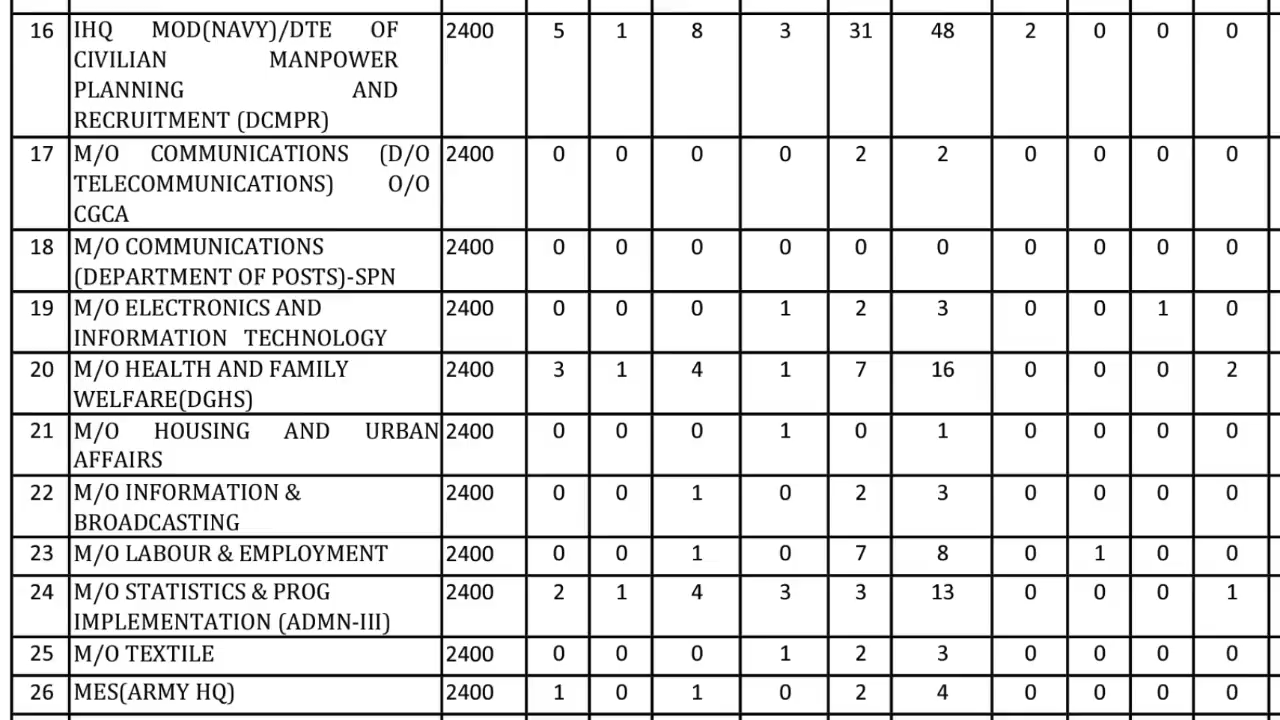 16 IHQ MOD(NAVY)/DTE OF 2400 5 1 8 3 31 48 2 0 0 0
CIVILIAN MANPOWER
PLANNING AND
RECRUITMENT (DCMPR)
17 M/O COMMUNICATIONS (D/O 2400 0 0 0 0 2 2 0 0 0 0
TELECOMMUNICATIONS) O/O
CGCA
18 M/O COMMUNICATIONS 2400 0 0 0 0 0 0 0 0 0 0
(DEPARTMENT OF POSTS)-SPN
19 M/O ELECTRONICS AND 2400 0 0 0 1 2 3 0 0 1 0
INFORMATION TECHNOLOGY
20 M/O HEALTH AND FAMILY 2400 3 1 4 1 7 16 0 0 0 2
WELFARE(DGHS)
21 M/O HOUSING AND URBAN 2400 0 0 0 1 0 1 0 0 0 0
AFFAIRS
22 M/O INFORMATION & 2400 0 0 1 0 2 3 0 0 0 0
BROADCASTING
23 M/O LABOUR & EMPLOYMENT 2400 0 0 1 0 7 8 0 1 0 0
24 M/O STATISTICS & PROG 2400 2 1 4 3 3 13 0 0 0 1
IMPLEMENTATION (ADMN-III)
25 M/O TEXTILE 2400 0 0 0 1 2 3 0 0 0 0
26 MES(ARMY HQ) 2400 1 0 1 0 2 4 0 0 0 0